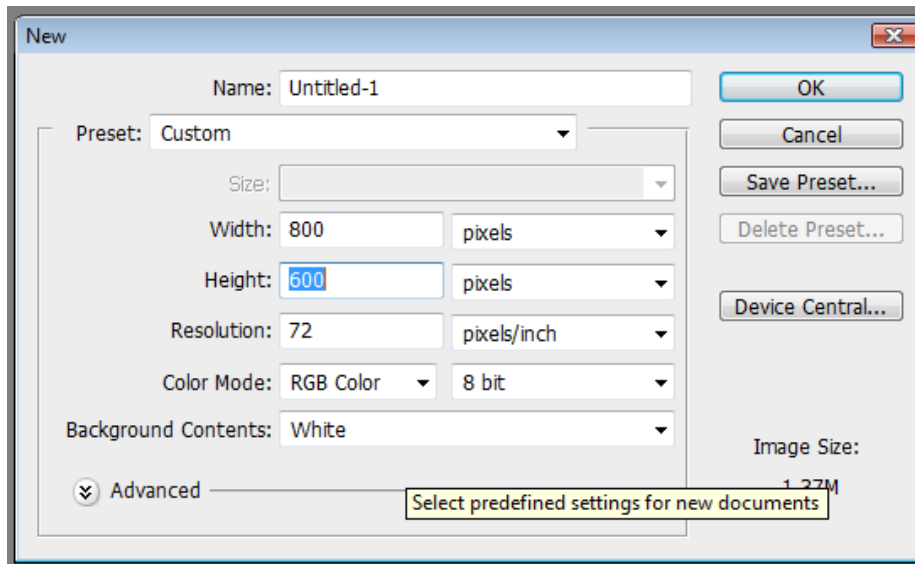 New
Name: Untitled-1
OK
Preset: Custom
Cancel
Size:
Save Preset...
Width: 800 pixels
Delete Preset...
Height: 600 pixels
Device Central...
Resolution: 72 pixels/inch
Color Mode: RGB Color 8 bit
Background Contents: White
Image Size:
1.37M
Advanced
Select predefined settings for new documents